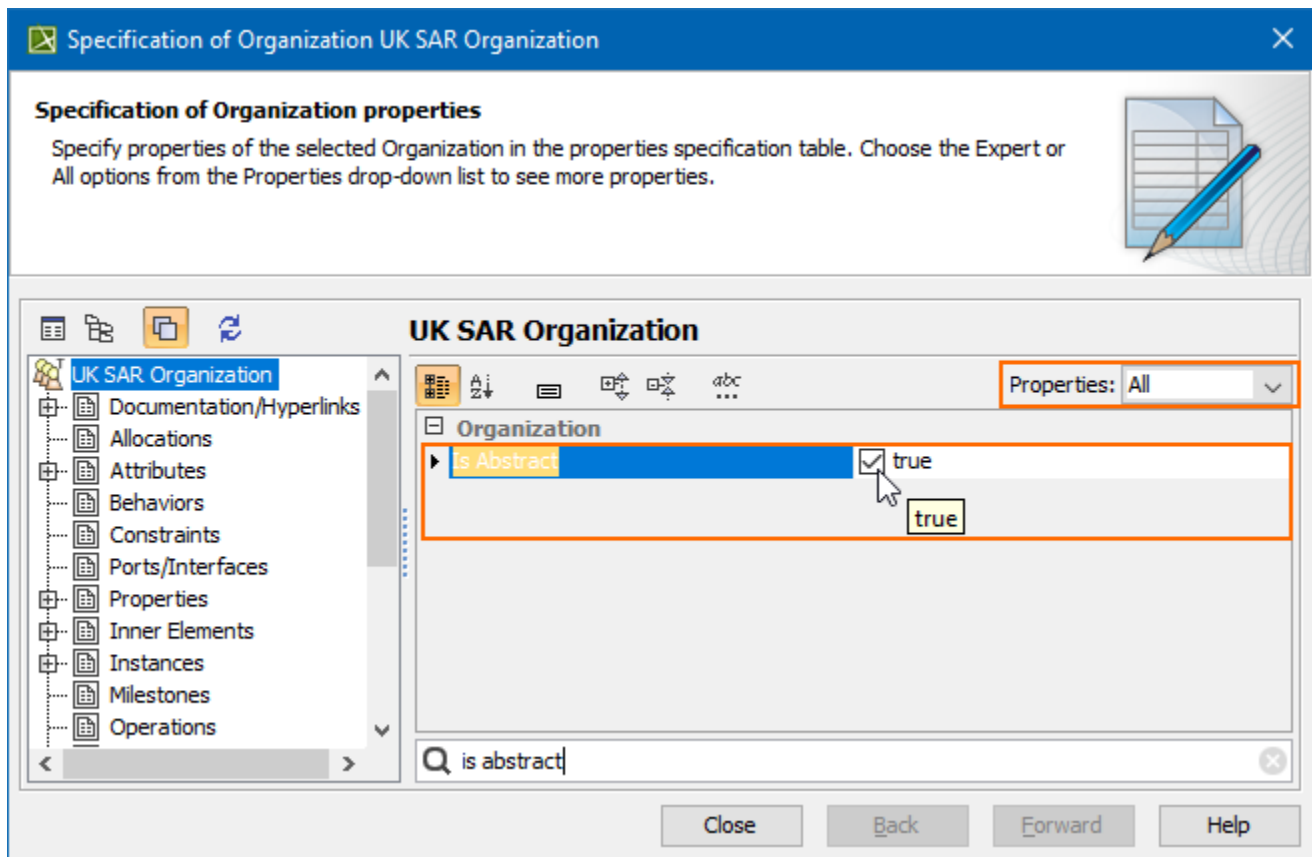 Specification of Organization UK SAR Organization
Specification of Organization properties
Specify properties of the selected Organization in the properties specification table. Choose the Expert or
All options from the Properties drop-down list to see more properties.
UK SAR Organization
UK SAR Organization
Documentation/Hyperlinks
Allocations
Attributes
Behaviors
Constraints
Ports/Interfaces
Properties
Inner Elements
Instances
Milestones
Operations
Properties: All
Organization
Is Abstract true
true
is abstract
Close Back Forward Help